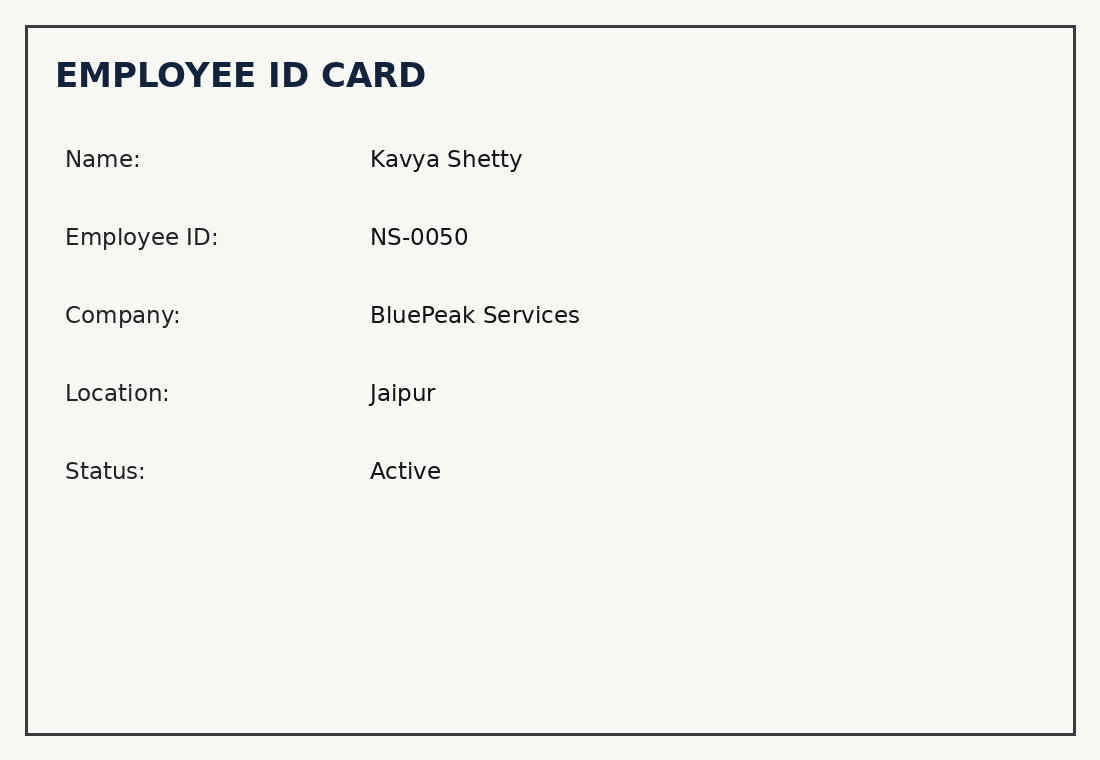 EMPLOYEE ID CARD
Name: Kavya Shetty
Employee ID: NS-0050
Company: BluePeak Services
Location: Jaipur
Status: Active